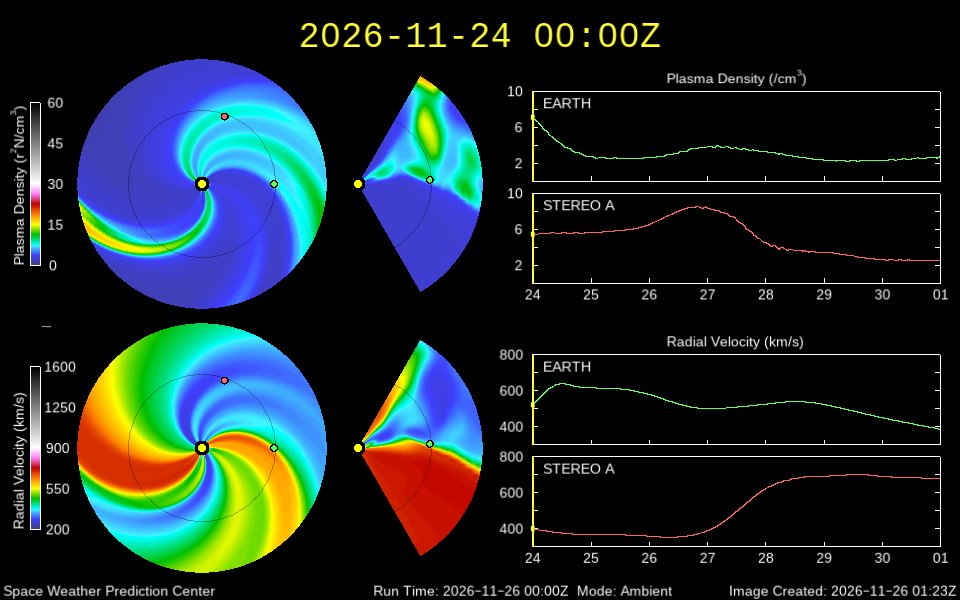 2026-11-24 00:00Z
Plasma Density (r²N/cm³)
60
45
30
15
0
Plasma Density (/cm³)
10
6
2
EARTH
10
6
2
STEREO A
24 25 26 27 28 29 30 01
Radial Velocity (km/s)
1600
1250
900
550
200
Radial Velocity (km/s)
800
600
400
EARTH
800
600
400
STEREO A
24 25 26 27 28 29 30 01
Space Weather Prediction Center
Run Time: 2026-11-26 00:00Z Mode: Ambient
Image Created: 2026-11-26 01:23Z